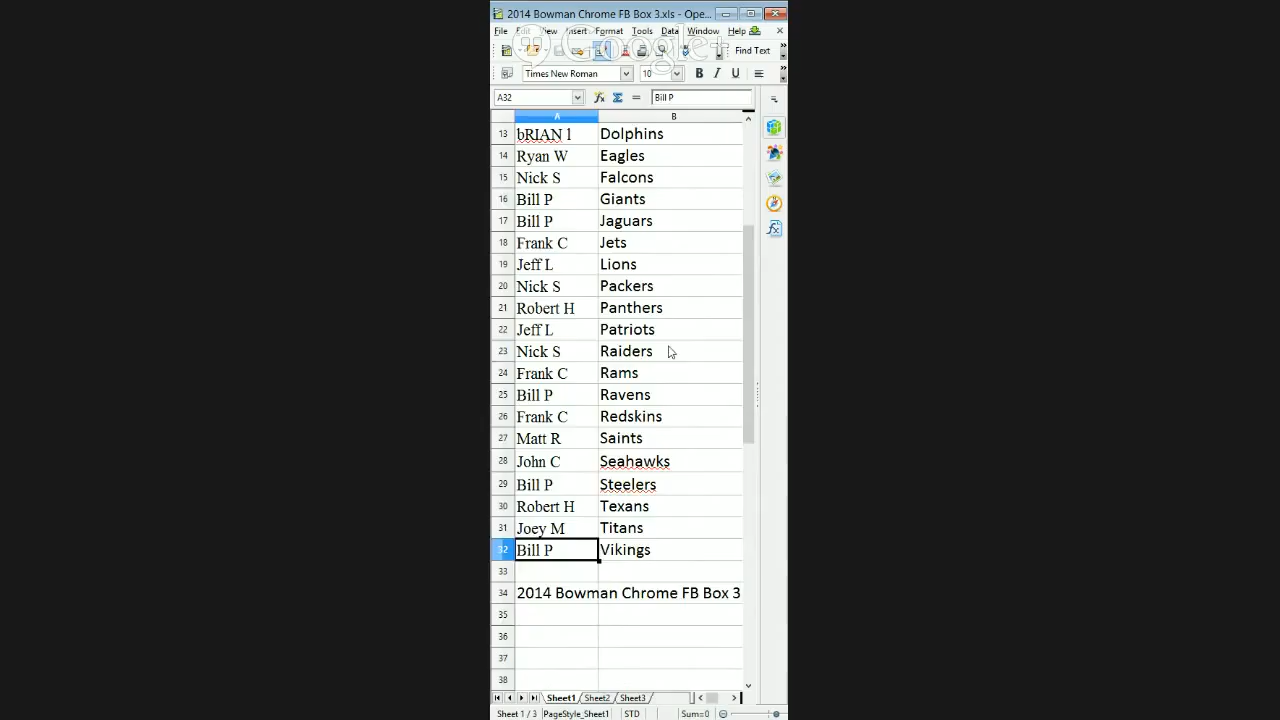 2014 Bowman Chrome FB Box 3.xls - Ope...
File Edit View Insert Format Tools Data Window Help
Google+
Find Text
Times New Roman 10 B I U
A32 Bill P
A B
13 bRIAN l Dolphins
14 Ryan W Eagles
15 Nick S Falcons
16 Bill P Giants
17 Bill P Jaguars
18 Frank C Jets
19 Jeff L Lions
20 Nick S Packers
21 Robert H Panthers
22 Jeff L Patriots
23 Nick S Raiders
24 Frank C Rams
25 Bill P Ravens
26 Frank C Redskins
27 Matt R Saints
28 John C Seahawks
29 Bill P Steelers
30 Robert H Texans
31 Joey M Titans
32 Bill P Vikings
33
34 2014 Bowman Chrome FB Box 3
35
36
37
38
Sheet1 Sheet2 Sheet3
Sheet 1 / 3 PageStyle_Sheet1 STD Sum=0